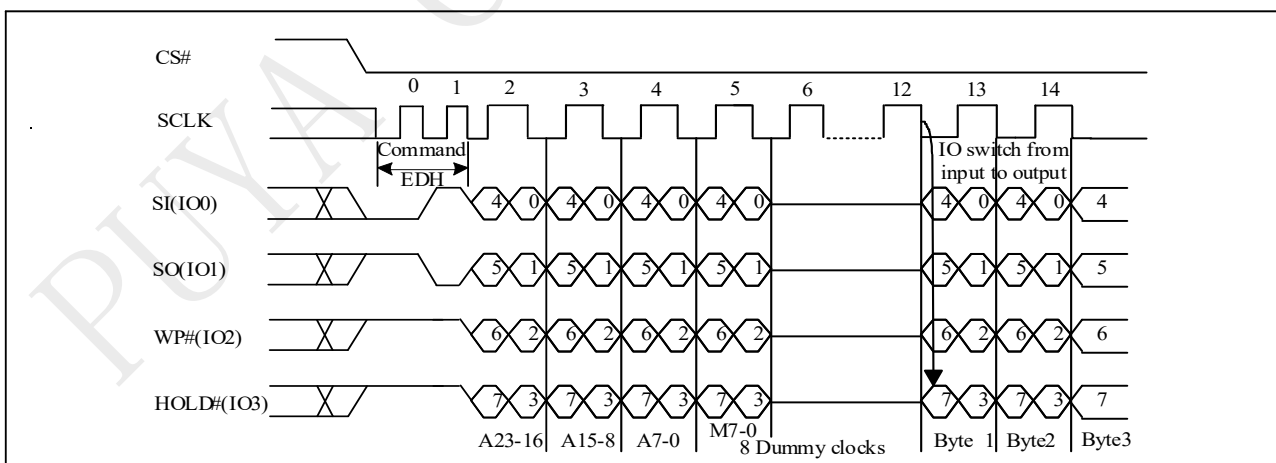 PUYA
CS#
0 1 2 3 4 5 6 12 13 14
SCLK
Command
EDH
IO switch from
input to output
SI(IO0)
4 0 4 0 4 0 4 0 4 0 4 0 4
SO(IO1)
5 1 5 1 5 1 5 1 5 1 5 1 5
WP#(IO2)
6 2 6 2 6 2 6 2 6 2 6 2 6
HOLD#(IO3)
7 3 7 3 7 3 7 3 7 3 7 3 7
A23-16 A15-8 A7-0 M7-0 8 Dummy clocks Byte 1 Byte2 Byte3